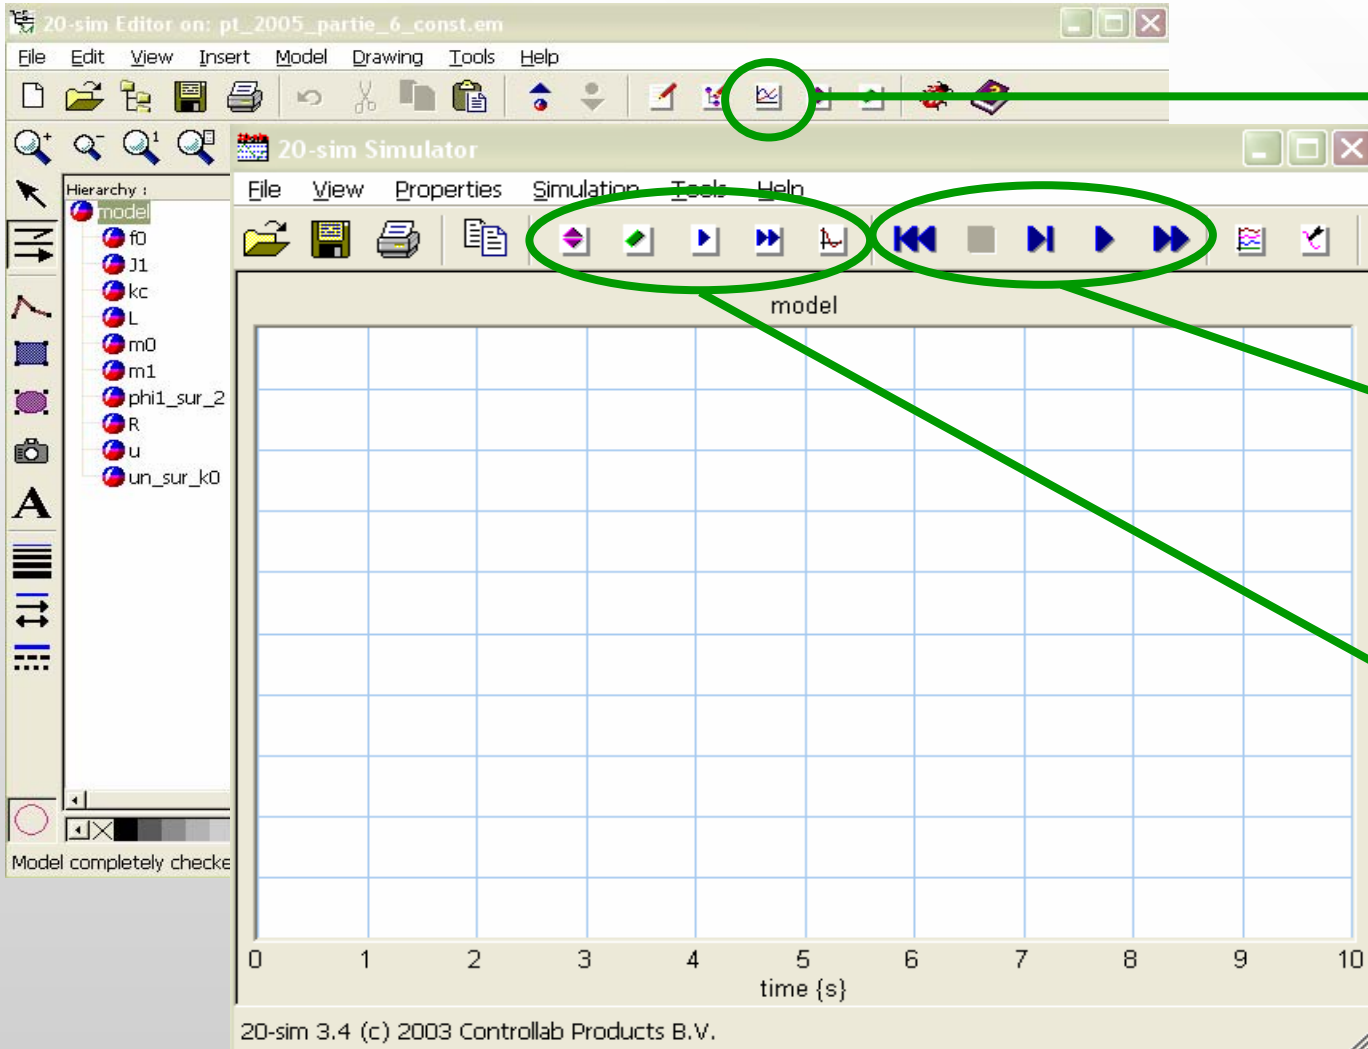 20-sim Editor on: pt_2005_partie_6_const.em
File Edit View Insert Model Drawing Tools Help
20-sim Simulator
File View Properties Simulation Tools Help
Hierarchy :
model
f0
J1
kc
L
m0
m1
phi1_sur_2
R
u
un_sur_k0
Model completely checke
model
0 1 2 3 4 5 6 7 8 9 10
time {s}
20-sim 3.4 (c) 2003 Controllab Products B.V.